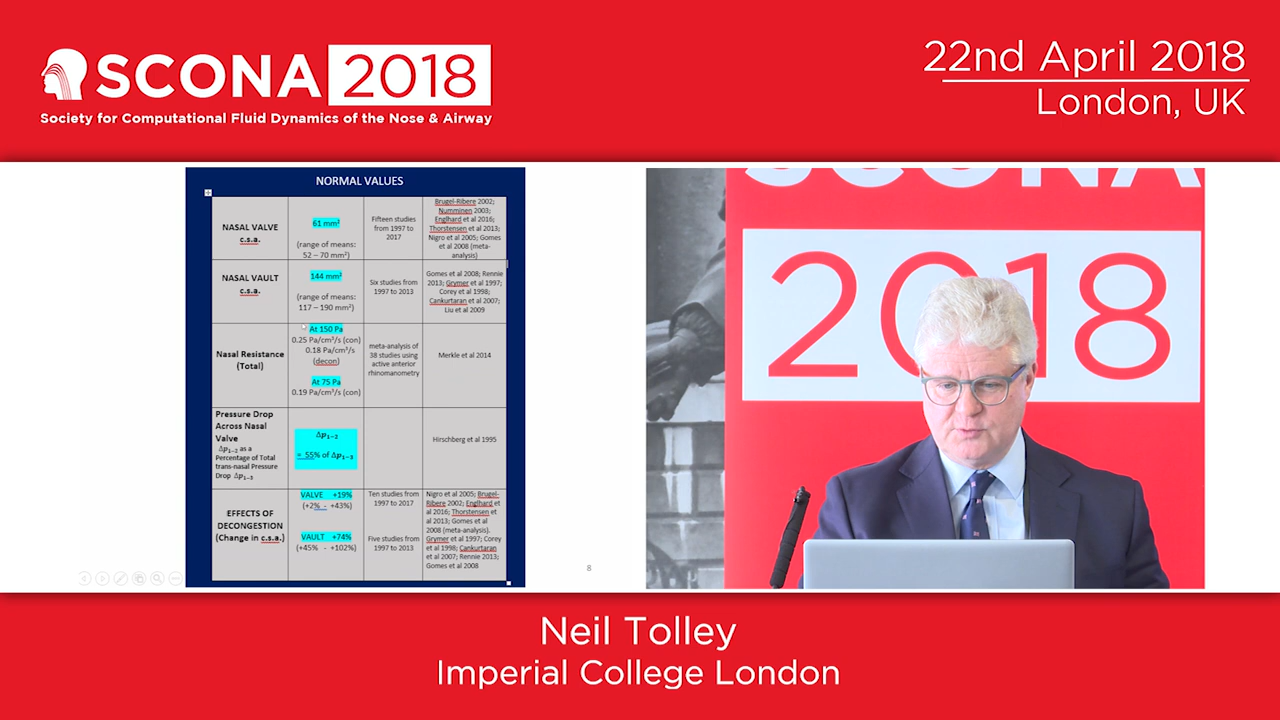 SCONA 2018
Society for Computational Fluid Dynamics of the Nose & Airway
22nd April 2018
London, UK
NORMAL VALUES
NASAL VALVE
c.s.a.
61 mm²
(range of means:
52 – 70 mm²)
Fifteen studies
from 1997 to
2017
Brugel-Ribere 2002;
Numminen 2003;
Englhard et al 2016;
Thorstensen et al 2013;
Nigro et al 2005; Gomes
et al 2008 (meta-
analysis)
NASAL VAULT
c.s.a.
144 mm²
(range of means:
117 – 190 mm²)
Six studies from
1997 to 2013
Gomes et al 2008; Rennie
2013; Grymer et al 1997;
Corey et al 1998;
Cankurtaran et al 2007;
Liu et al 2009
Nasal Resistance
(Total)
At 150 Pa
0.25 Pa/cm³/s (con)
0.18 Pa/cm³/s
(decon)
At 75 Pa
0.19 Pa/cm³/s (con)
meta-analysis of
38 studies using
active anterior
rhinomanometry
Merkle et al 2014
Pressure Drop
Across Nasal
Valve
Δp₁₋₂ as a
Percentage of Total
trans-nasal Pressure
Drop Δp₁₋₃
Δp₁₋₂
= 55% of Δp₁₋₃
Hirschberg et al 1995
EFFECTS OF
DECONGESTION
(Change in c.s.a.)
VALVE +19%
(+2% - +43%)
VAULT +74%
(+45% - +102%)
Ten studies from
1997 to 2017
Five studies from
1997 to 2013
Nigro et al 2005; Brugel-
Ribere 2002; Englhard et
al 2016; Thorstensen et
al 2013; Gomes et al
2008 (meta-analysis).
Grymer et al 1997; Corey
et al 1998; Cankurtaran
et al 2007; Rennie 2013;
Gomes et al 2008
8
SCONA
2018
Neil Tolley
Imperial College London